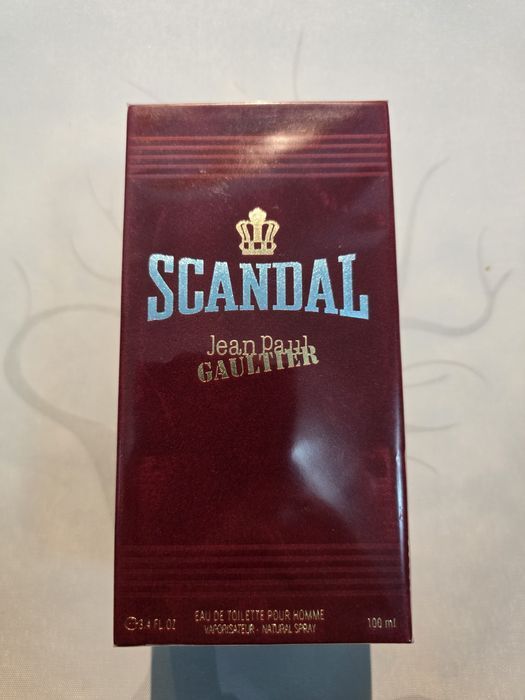 SCANDAL
Jean Paul
GAULTIER
℮3.4 FL.OZ EAU DE TOILETTE POUR HOMME 100 ml
VAPORISATEUR - NATURAL SPRAY